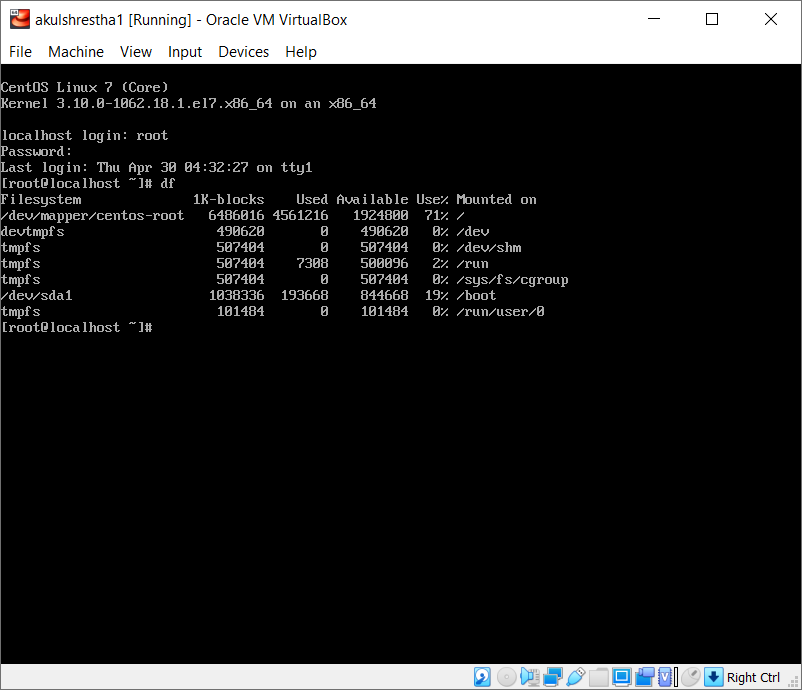 akulshrestha1 [Running] - Oracle VM VirtualBox
File Machine View Input Devices Help
CentOS Linux 7 (Core)
Kernel 3.10.0-1062.18.1.el7.x86_64 on an x86_64
localhost login: root
Password:
Last login: Thu Apr 30 04:32:27 on tty1
[root@localhost ~]# df
Filesystem 1K-blocks Used Available Use% Mounted on
/dev/mapper/centos-root 6486016 4561216 1924800 71% /
devtmpfs 490620 0 490620 0% /dev
tmpfs 507404 0 507404 0% /dev/shm
tmpfs 507404 7308 500096 2% /run
tmpfs 507404 0 507404 0% /sys/fs/cgroup
/dev/sda1 1038336 193668 844668 19% /boot
tmpfs 101484 0 101484 0% /run/user/0
[root@localhost ~]#
Right Ctrl